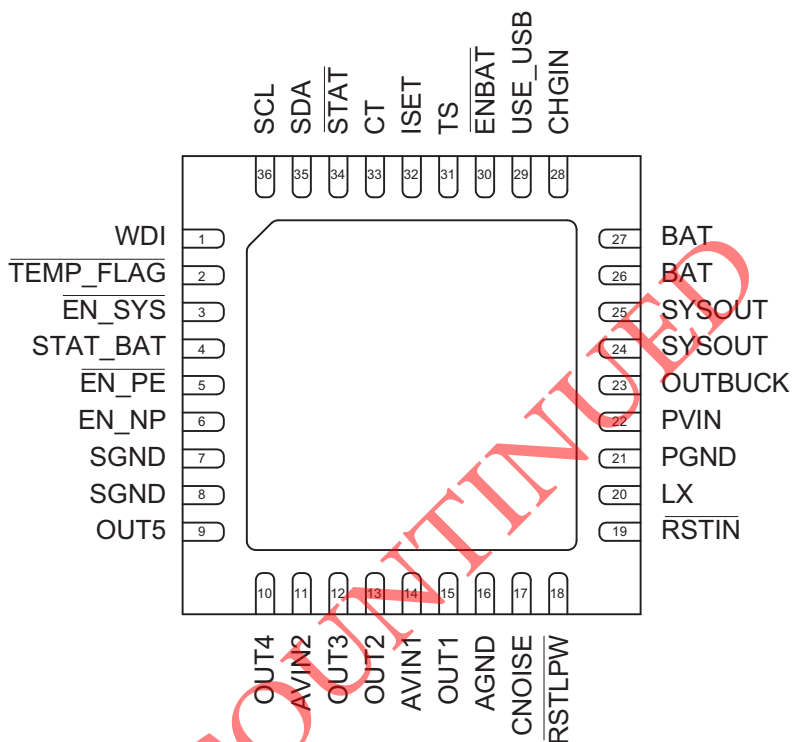 SCL
SDA
STAT
CT
ISET
TS
ENBAT
USE_USB
CHGIN
36
35
34
33
32
31
30
29
28
WDI 1
TEMP_FLAG 2
EN_SYS 3
STAT_BAT 4
EN_PE 5
EN_NP 6
SGND 7
SGND 8
OUT5 9
27 BAT
26 BAT
25 SYSOUT
24 SYSOUT
23 OUTBUCK
22 PVIN
21 PGND
20 LX
19 RSTIN
10
11
12
13
14
15
16
17
18
OUT4
AVIN2
OUT3
OUT2
AVIN1
OUT1
AGND
CNOISE
RSTLPW
OUNTINUED